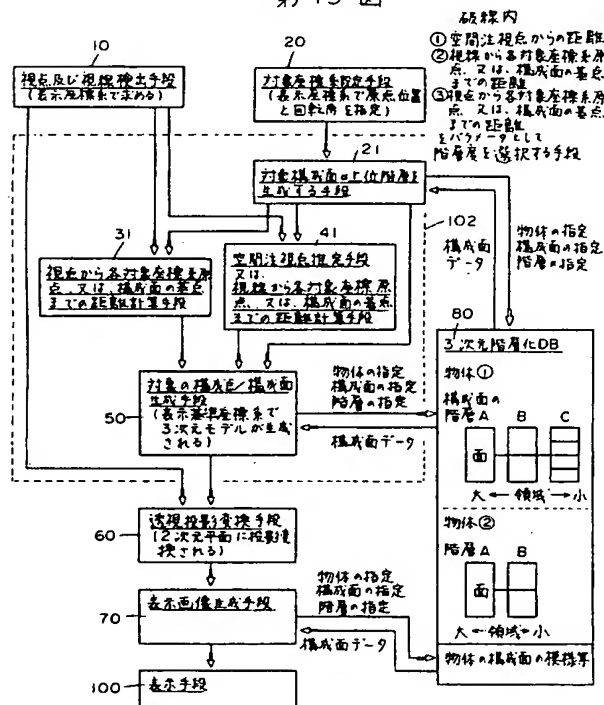 第15図
破線内
①空間注視点からの距離
②視線から各対象座標系原
点、又は、構成面の基点
までの距離
③視点から各対象座標系原
点、又は、構成面の基点
までの距離
をパラメータとして
階層度を選択する手段
10
視点及び視線検出手段
(表示座標系で求める)
20
対象座標系設定手段
(表示座標系で原点位置
と回転角を指定)
21
対象構成面の上位階層を
生成する手段
102
31
視点から各対象座標系原
点、又は、構成面の基点
までの距離計算手段
41
空間注視点推定手段
又は、
視線から各対象座標系原
点、又は、構成面の基点
までの距離計算手段
構成面
データ
物体の指定
構成面の指定
階層の指定
50
対象の構成点/構成面
生成手段
(表示基準座標系で
3次元モデルが生成
される)
物体の指定
構成面の指定
階層の指定
構成面データ
80
3次元階層化DB
物体①
構成面の
階層 A B C
面
大←領域→小
物体②
階層 A B
面
大←領域→小
物体の構成面の模様等
60
透視投影変換手段
(2次元平面に投影変
換される)
70
表示画像生成手段
物体の指定
構成面の指定
階層の指定
構成面データ
100
表示手段